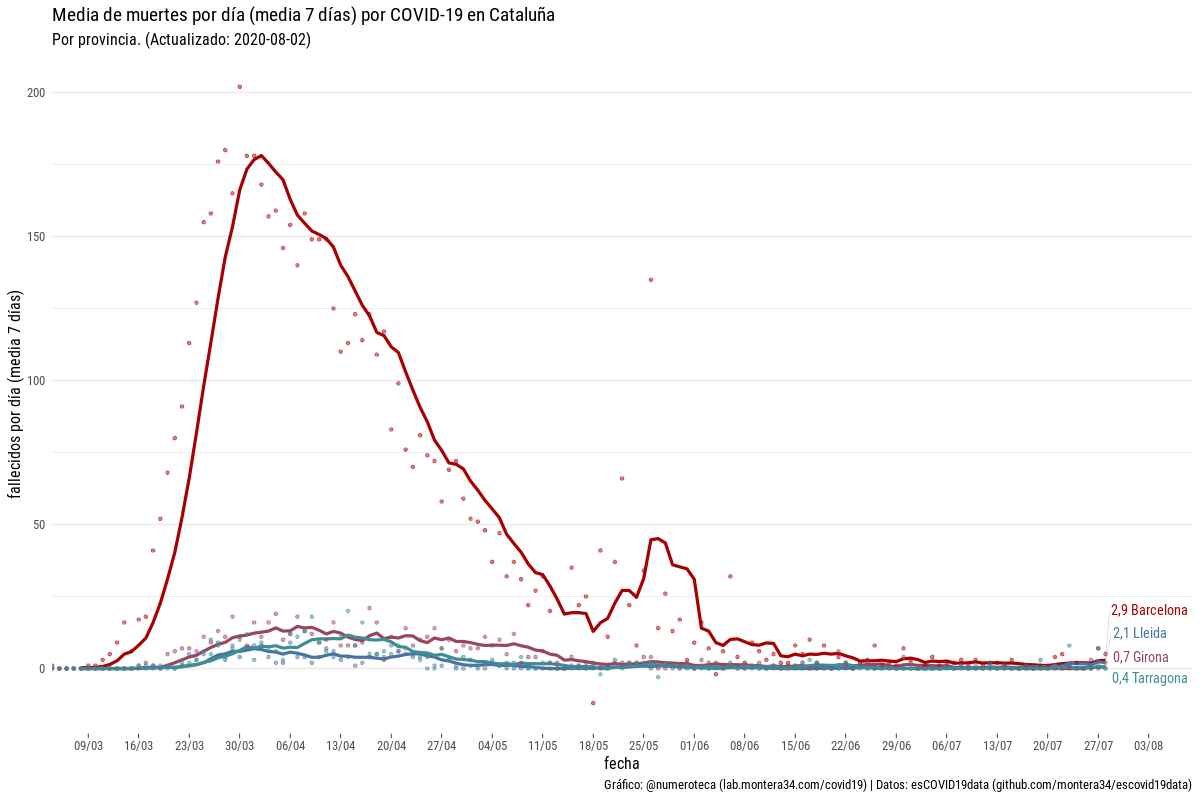 Media de muertes por día (media 7 días) por COVID-19 en Cataluña
Por provincia. (Actualizado: 2020-08-02)
fallecidos por día (media 7 días)
200
150
100
50
0
2,9 Barcelona
2,1 Lleida
0,7 Girona
0,4 Tarragona
09/03 16/03 23/03 30/03 06/04 13/04 20/04 27/04 04/05 11/05 18/05 25/05 01/06 08/06 15/06 22/06 29/06 06/07 13/07 20/07 27/07 03/08
fecha
Gráfico: @numeroteca (lab.montera34.com/covid19) | Datos: esCOVID19data (github.com/montera34/escovid19data)